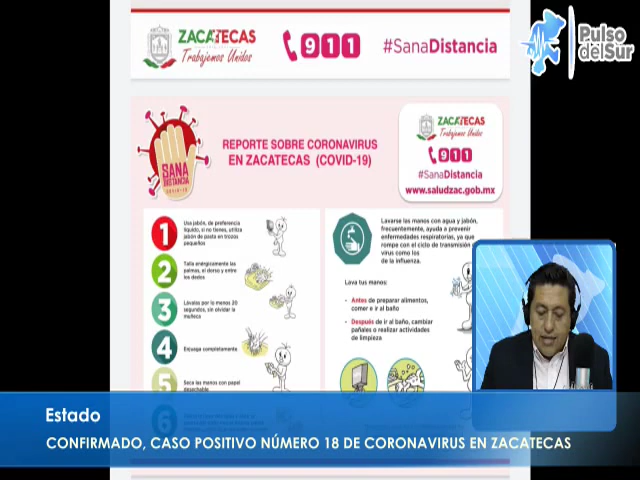 ZACATECAS
Trabajemos Unidos
911
#SanaDistancia
Pulso
delSur
REPORTE SOBRE CORONAVIRUS
EN ZACATECAS (COVID-19)
SANA
DISTANCIA
ZACATECAS
Trabajemos Unidos
911
#SanaDistancia
www.saludzac.gob.mx
1
Usa jabón, de preferencia
líquido, si no tienes, utiliza
jabón de pasta en trozos
pequeños
2
Talla enérgicamente las
palmas, el dorso y entre
los dedos
3
Lávalas por lo menos 20
segundos, sin olvidar la
muñeca
4
Enjuaga completamente
5
Seca las manos con papel
desechable
6
Lavarse las manos con agua y jabón,
frecuentemente, ayuda a prevenir
enfermedades respiratorias, ya que
rompe con el ciclo de transmisión
virus como los
de la influenza.
Lava tus manos:
- Antes de preparar alimentos,
comer e ir al baño
- Después de ir al baño, cambiar
pañales o realizar actividades
de limpieza
Estado
CONFIRMADO, CASO POSITIVO NÚMERO 18 DE CORONAVIRUS EN ZACATECAS